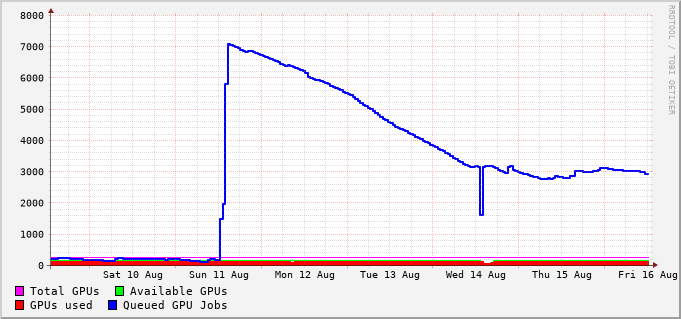 8000
7000
6000
5000
4000
3000
2000
1000
0
Sat 10 Aug Sun 11 Aug Mon 12 Aug Tue 13 Aug Wed 14 Aug Thu 15 Aug Fri 16 Aug
Total GPUs Available GPUs
GPUs used Queued GPU Jobs
RRDTOOL / TOBI OETIKER